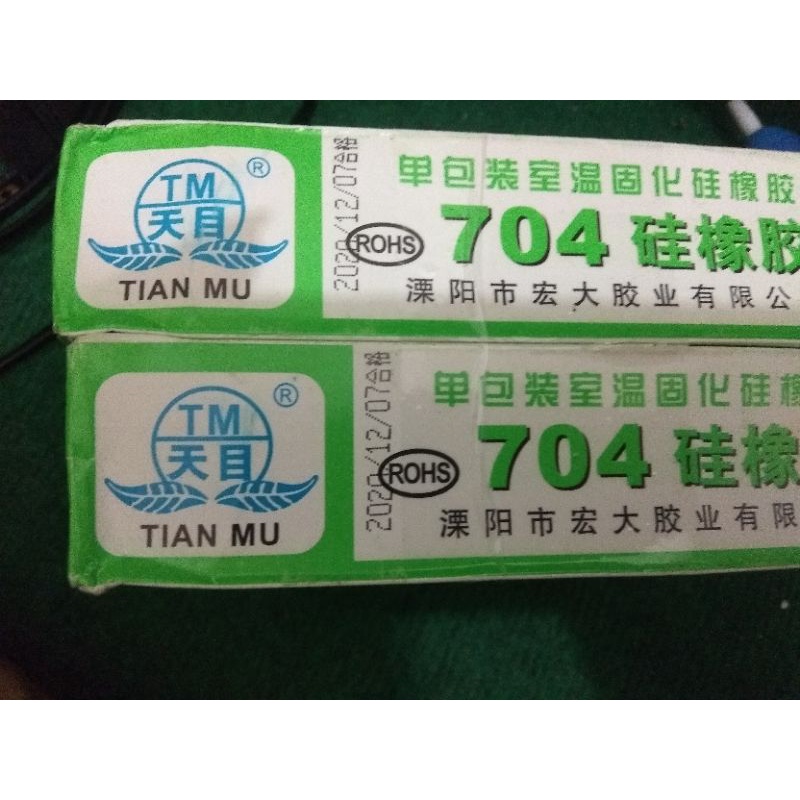 TM
天目
®
TIAN MU
2020/12/07合格
ROHS
单包装室温固化硅橡胶
704 硅橡胶
溧阳市宏大胶业有限公
TM
天目
®
TIAN MU
2020/12/07合格
ROHS
单包装室温固化硅橡
704 硅橡
溧阳市宏大胶业有限